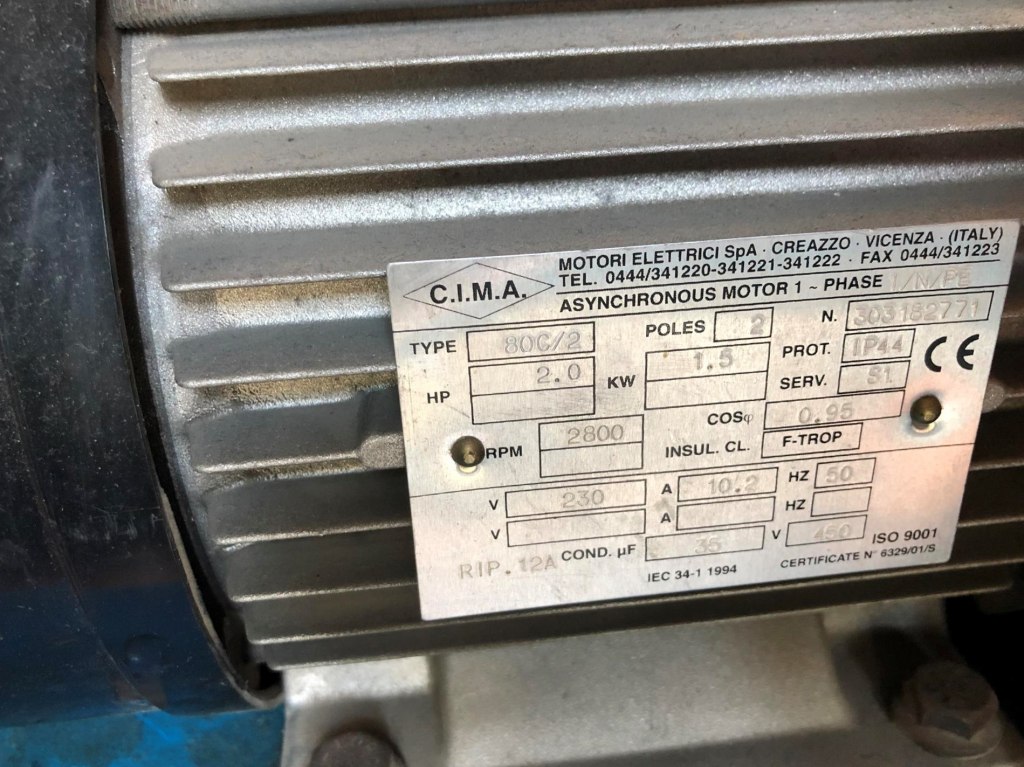 C.I.M.A.
MOTORI ELETTRICI SpA · CREAZZO · VICENZA · (ITALY)
TEL. 0444/341220-341221-341222 · FAX 0444/341223
ASYNCHRONOUS MOTOR 1 ~ PHASE 1/N/PE
TYPE 80C/2 POLES 2 N. 303182771
HP 2.0 KW 1.5 PROT. IP44 CE
SERV. S1
RPM 2800 COSφ 0.95
INSUL. CL. F-TROP
V 230 A 10.2 HZ 50
V A HZ
RIP.12A COND. µF 35 V 450 ISO 9001
IEC 34-1 1994 CERTIFICATE N° 6329/01/S